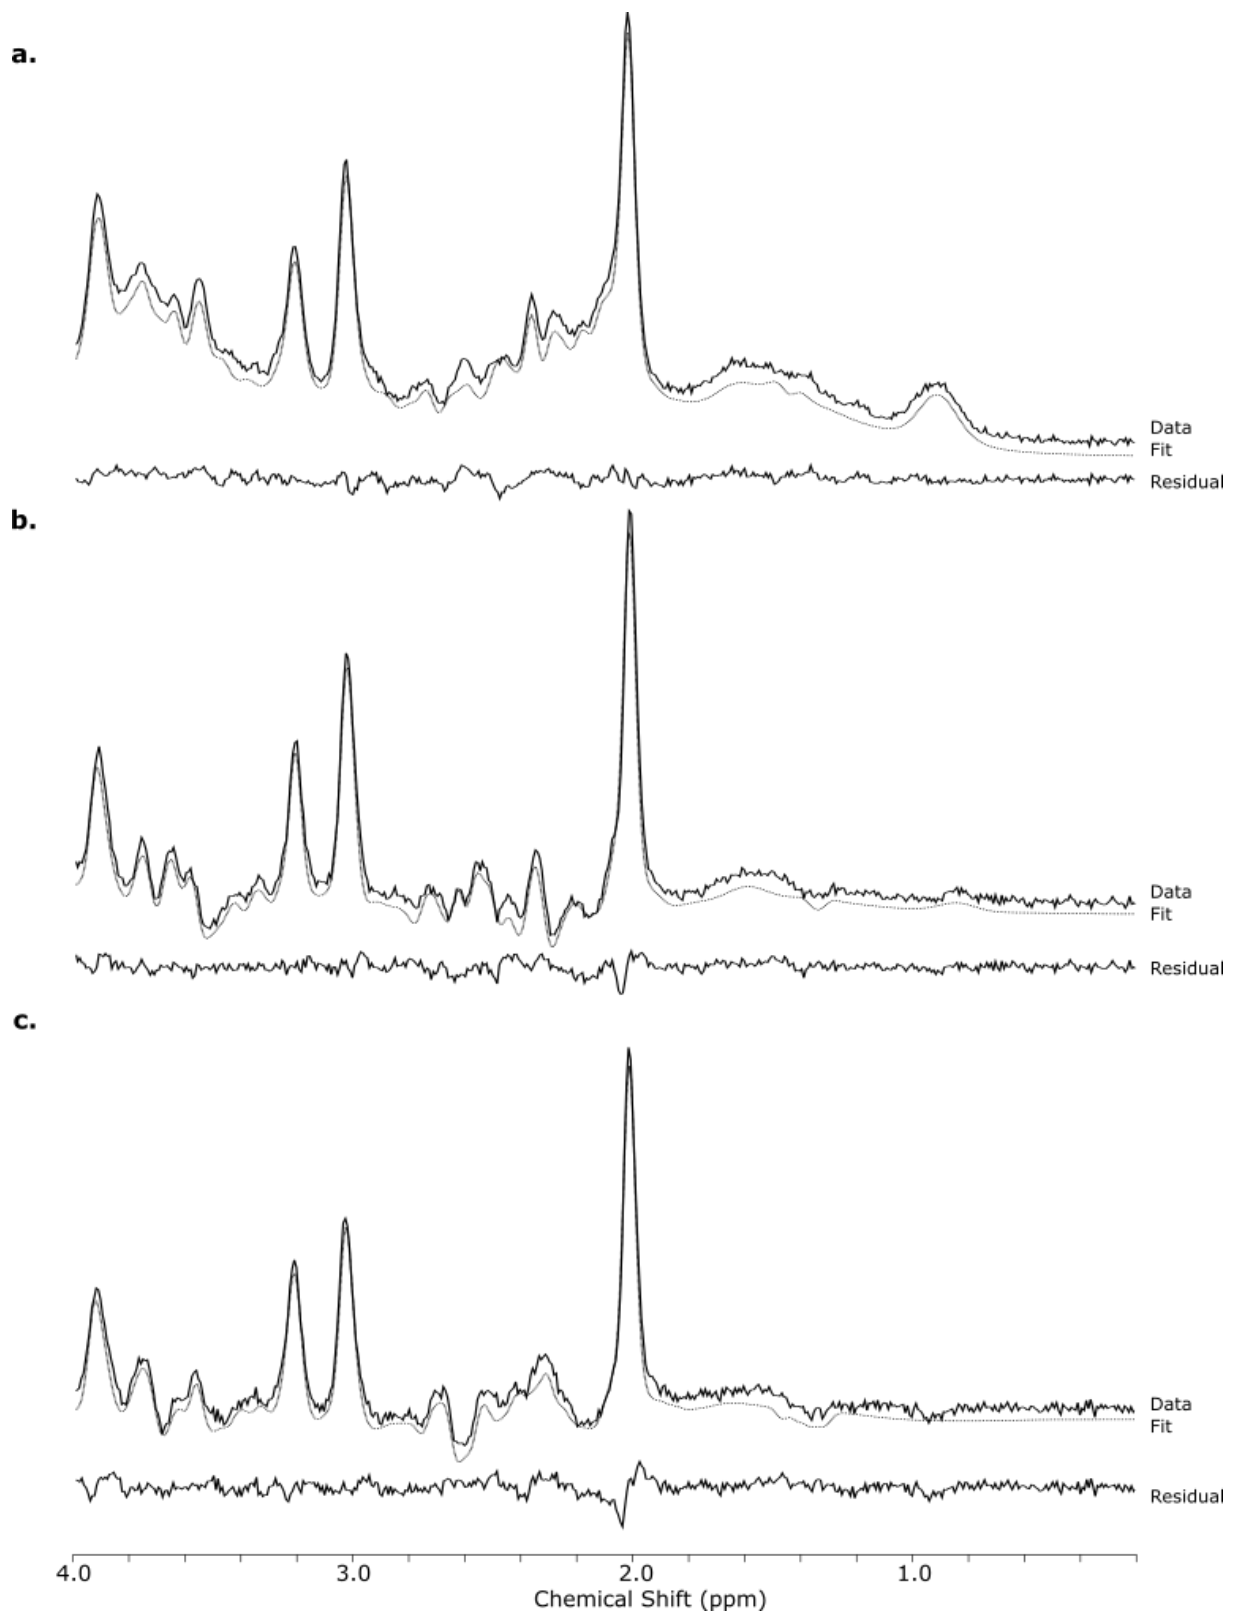 a.
Data
Fit
Residual
b.
Data
Fit
Residual
c.
Data
Fit
Residual
4.0 3.0 2.0 1.0
Chemical Shift (ppm)